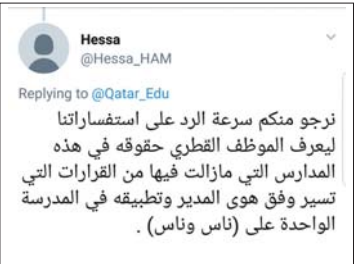 Hessa
@Hessa_HAM
Replying to @Qatar_Edu
نرجو منكم سرعة الرد على استفساراتنا
ليعرف الموظف القطري حقوقه في هذه
المدارس التي مازالت فيها من القرارات التي
تسير وفق هوى المدير وتطبيقه في المدرسة
الواحدة على (ناس وناس) .